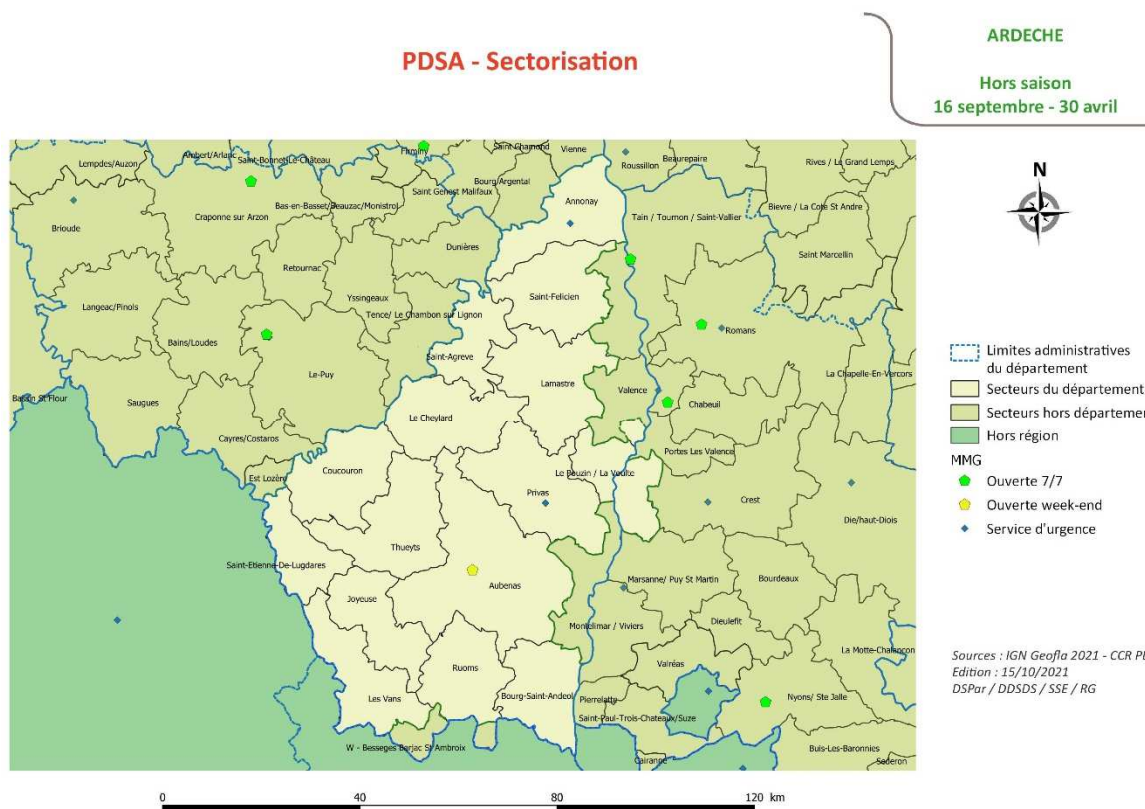 PDSA - Sectorisation
ARDECHE
Hors saison
16 septembre - 30 avril
Lempdes/Auzon
Ambert/Arlanc
Saint-Bonnet-Le-Château
Firminy
Saint Chamond
Vienne
Roussillon
Beaurepaire
Rives / Le Grand Lemps
Saint Genest Malifaux
Bourg/Argental
Annonay
Bas-en-Basset/Beauzac/Monistrol
Craponne sur Arzon
Tain / Tournon / Saint-Vallier
Bievre / La Cote St Andre
Brioude
Dunières
Saint Marcellin
Retournac
Yssingeaux
Saint-Felicien
Langeac/Pinols
Tence/ Le Chambon sur Lignon
Romans
Bains/Loudes
Saint-Agreve
Le-Puy
Lamastre
Valence
La Chapelle-En-Vercors
Bassin St Flour
Saugues
Chabeuil
Le Cheylard
Cayres/Costaros
Portes Les Valence
Coucouron
Le Pouzin / La Voulte
Est Lozère
Privas
Crest
Die/haut-Diois
Thueyts
Saint-Etienne-De-Lugdares
Aubenas
Marsanne/ Puy St Martin
Bourdeaux
Joyeuse
Montelimar / Viviers
Dieulefit
La Motte-Chalancon
Ruoms
Valréas
Les Vans
Bourg-Saint-Andeol
Pierrelatte
Nyons/ Ste Jalle
Saint-Paul-Trois-Chateaux/Suze
W - Besseges Barjac St Ambroix
Cairanne
Buis-Les-Baronnies
Sederon
N
Limites administratives
du département
Secteurs du département
Secteurs hors département
Hors région
MMG
Ouverte 7/7
Ouverte week-end
Service d'urgence
Sources : IGN Geofla 2021 - CCR
Edition : 15/10/2021
DSPar / DDSDS / SSE / RG
0 40 80 120 km